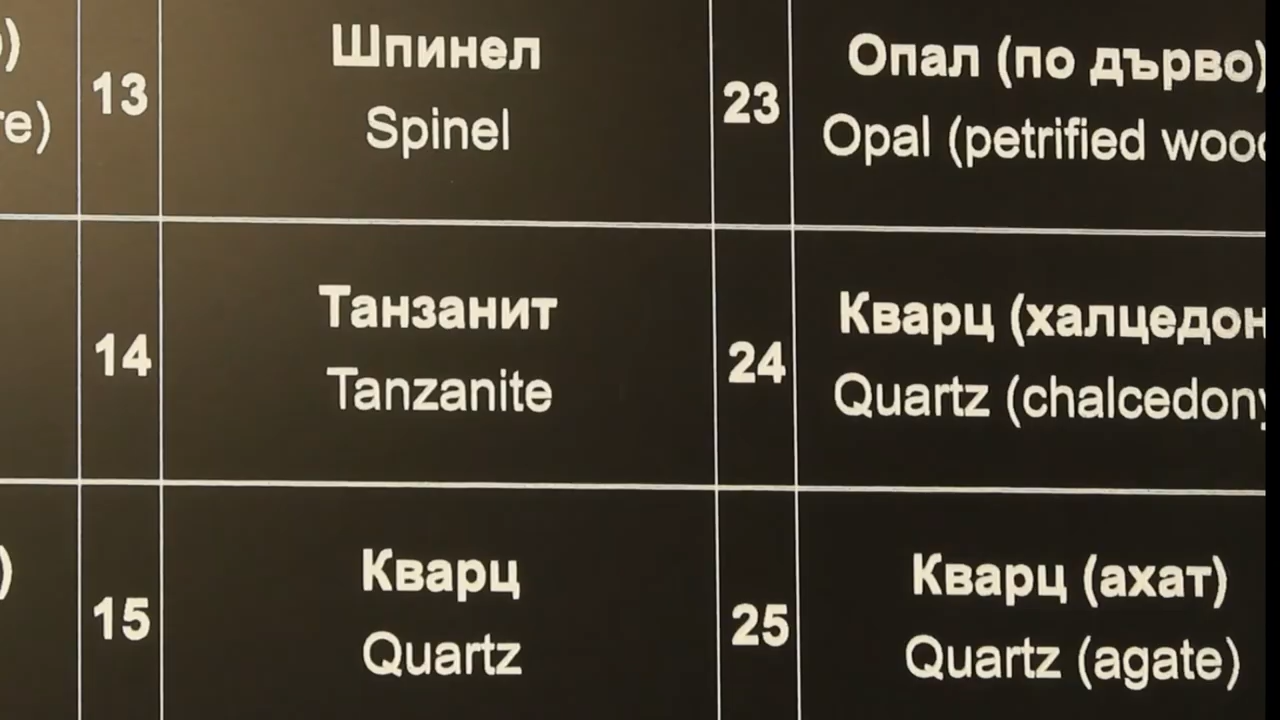 13
Шпинел
Spinel
23
Опал (по дърво)
Opal (petrified
14
Танзанит
Tanzanite
24
Кварц (халцедон
Quartz (chalcedony
15
Кварц
Quartz
25
Кварц (ахат)
Quartz (agate)